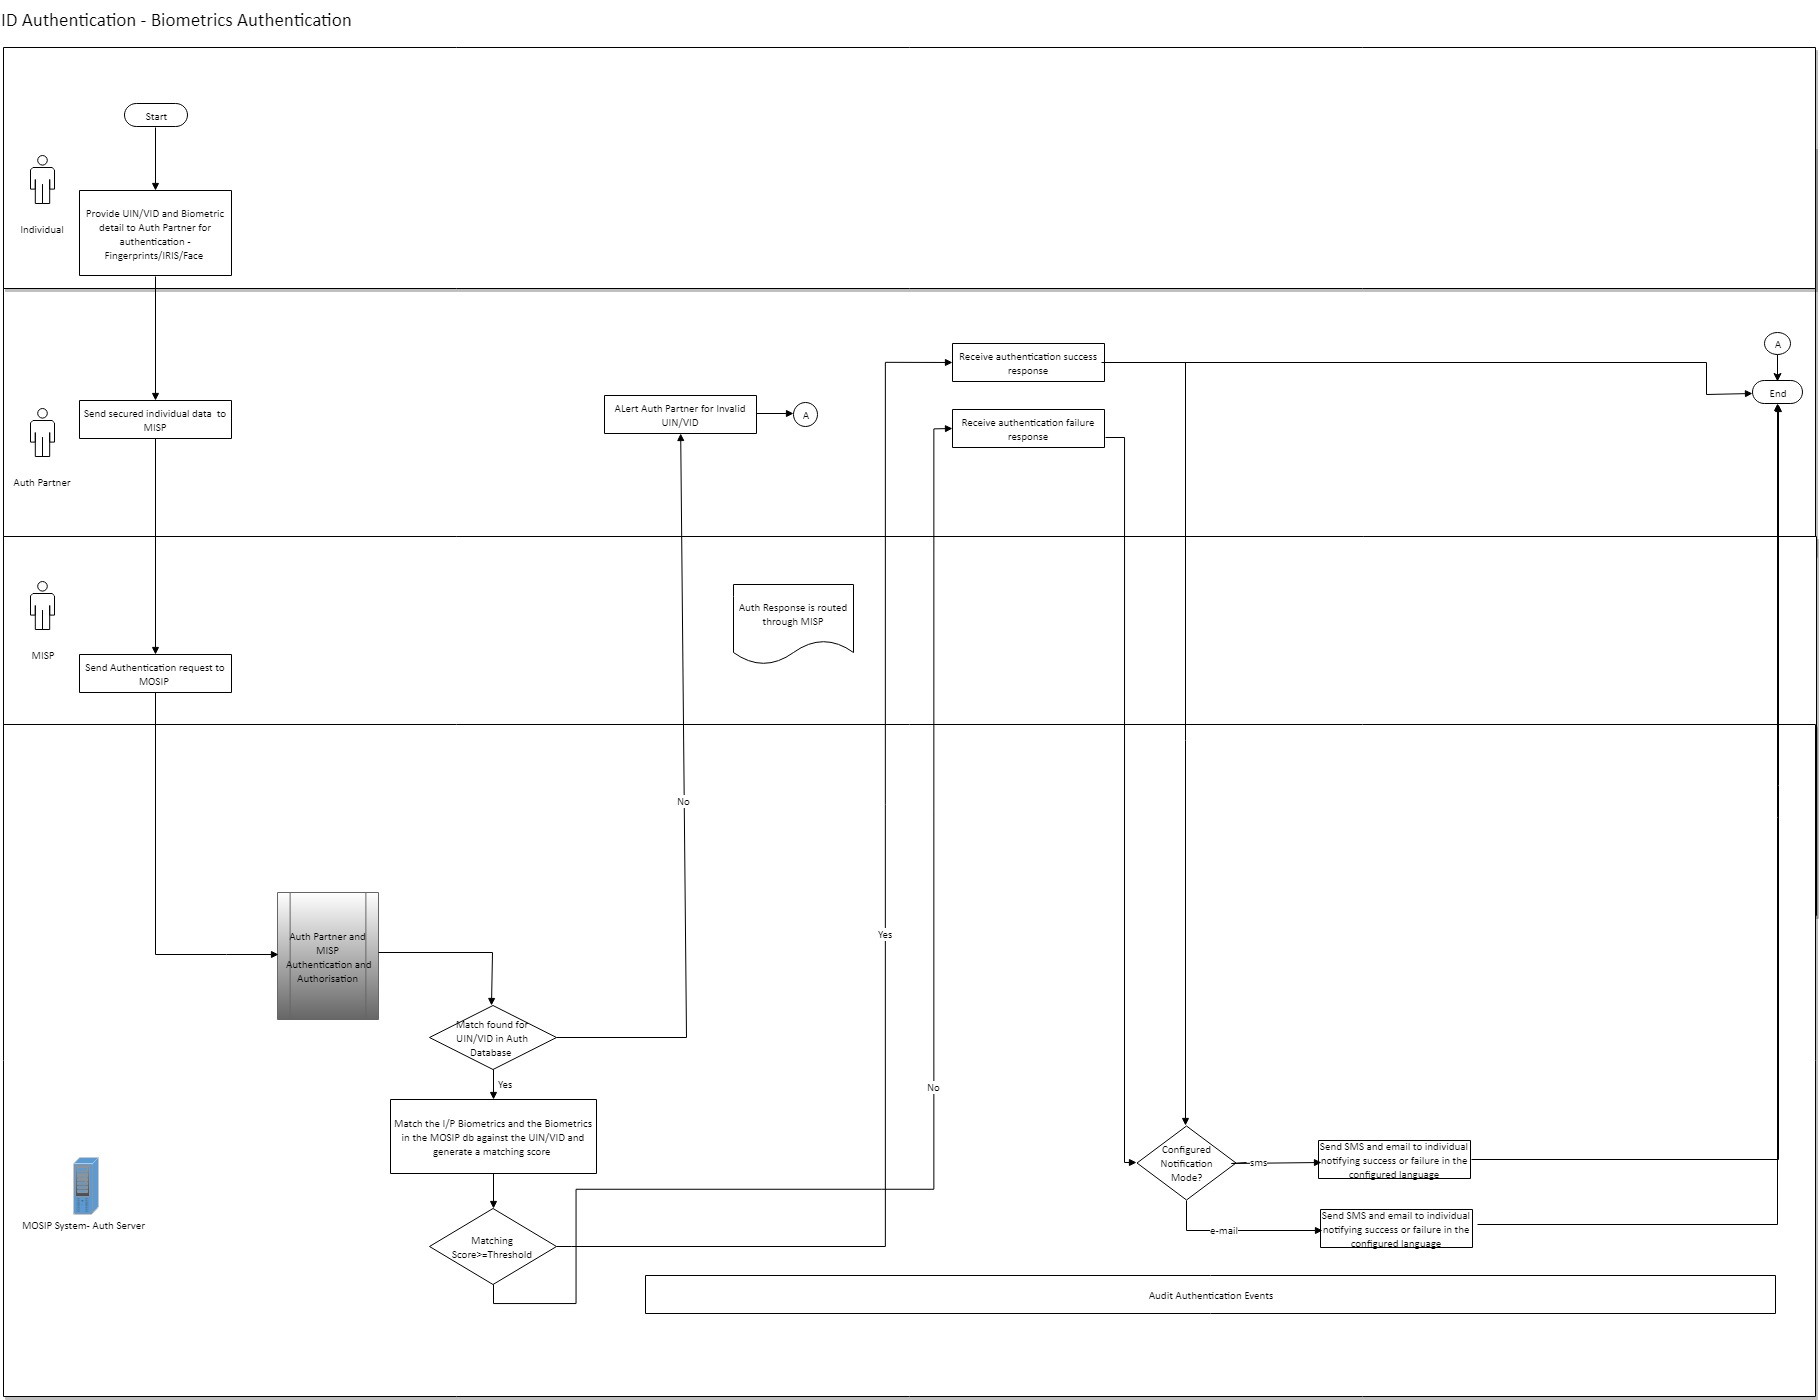 ID Authentication - Biometrics Authentication
Start
Provide UIN/VID and Biometric
detail to Auth Partner for
authentication -
Fingerprints/IRIS/Face
Individual
A
Receive authentication success
response
End
ALert Auth Partner for Invalid
UIN/VID
A
Send secured individual data  to
MISP
Receive authentication failure
response
Auth Partner
Auth Response is routed
through MISP
MISP
Send Authentication request to
MOSIP
No
Yes
Auth Partner and
MISP
Authentication and
Authorisation
Match found for
UIN/VID in Auth
Database
Yes
No
Match the I/P Biometrics and the Biometrics
in the MOSIP db against the UIN/VID and
generate a matching score
Configured
Notification
Mode?
sms
Send SMS and email to individual
notifying success or failure in the
configured language
MOSIP System- Auth Server
e-mail
Send SMS and email to individual
notifying success or failure in the
configured language
Matching
Score>=Threshold
Audit Authentication Events